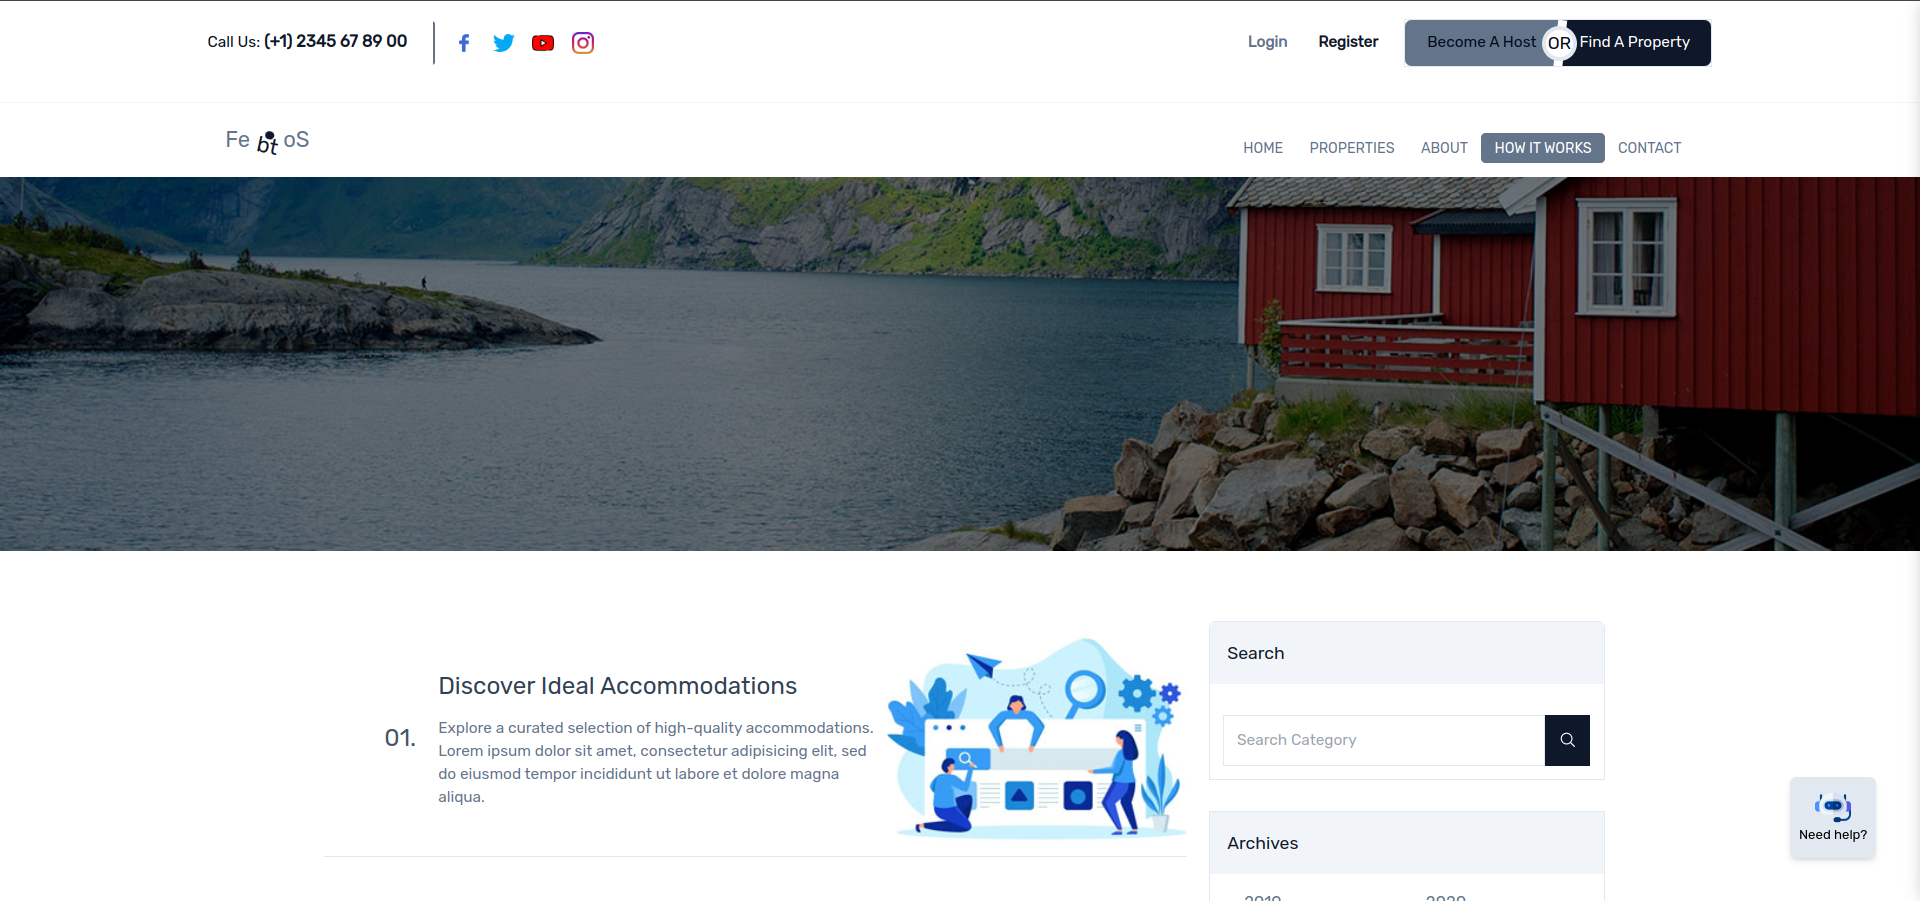 Call Us: (+1) 2345 67 89 00
Login
Register
Become A Host
OR
Find A Property
Fe bt oS
HOME
PROPERTIES
ABOUT
HOW IT WORKS
CONTACT
01.
Discover Ideal Accommodations
Explore a curated selection of high-quality accommodations.
Lorem ipsum dolor sit amet, consectetur adipisicing elit, sed
do eiusmod tempor incididunt ut labore et dolore magna
aliqua.
Search
Search Category
Archives
2019
2020
Need help?